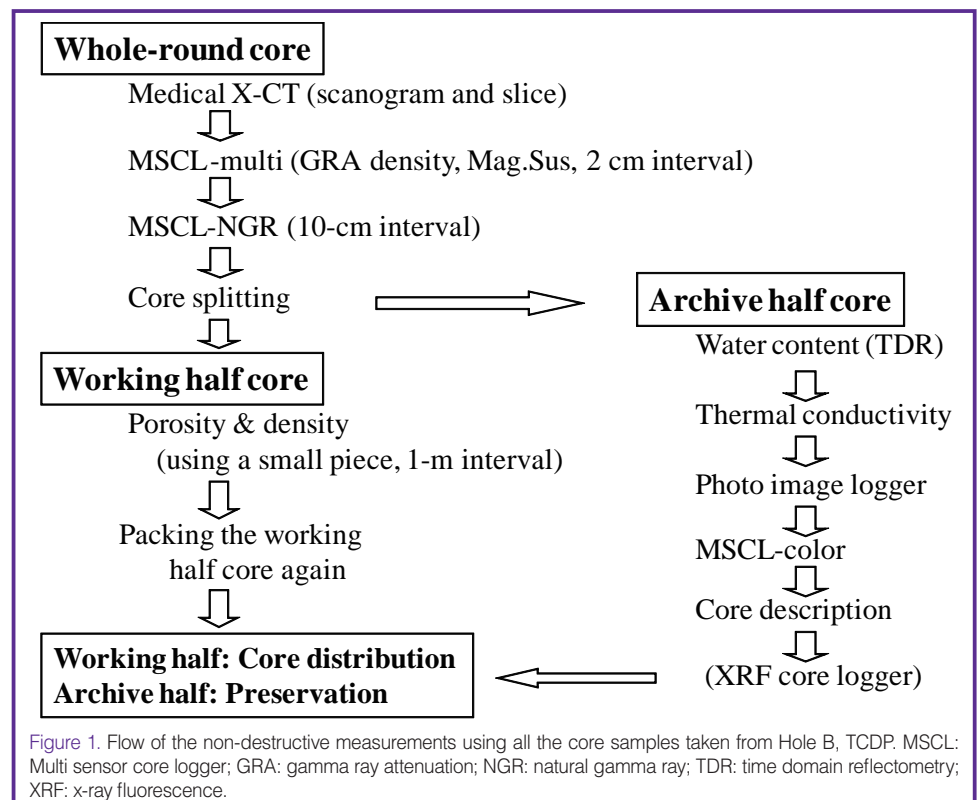 Whole-round core
Medical X-CT (scanogram and slice)
MSCL-multi (GRA density, Mag.Sus, 2 cm interval)
MSCL-NGR (10-cm interval)
Core splitting
Working half core
Porosity & density
(using a small piece, 1-m interval)
Packing the working
half core again
Archive half core
Water content (TDR)
Thermal conductivity
Photo image logger
MSCL-color
Core description
(XRF core logger)
Working half: Core distribution
Archive half: Preservation
Figure 1. Flow of the non-destructive measurements using all the core samples taken from Hole B, TCDP. MSCL:
Multi sensor core logger; GRA: gamma ray attenuation; NGR: natural gamma ray; TDR: time domain reflectometry;
XRF: x-ray fluorescence.